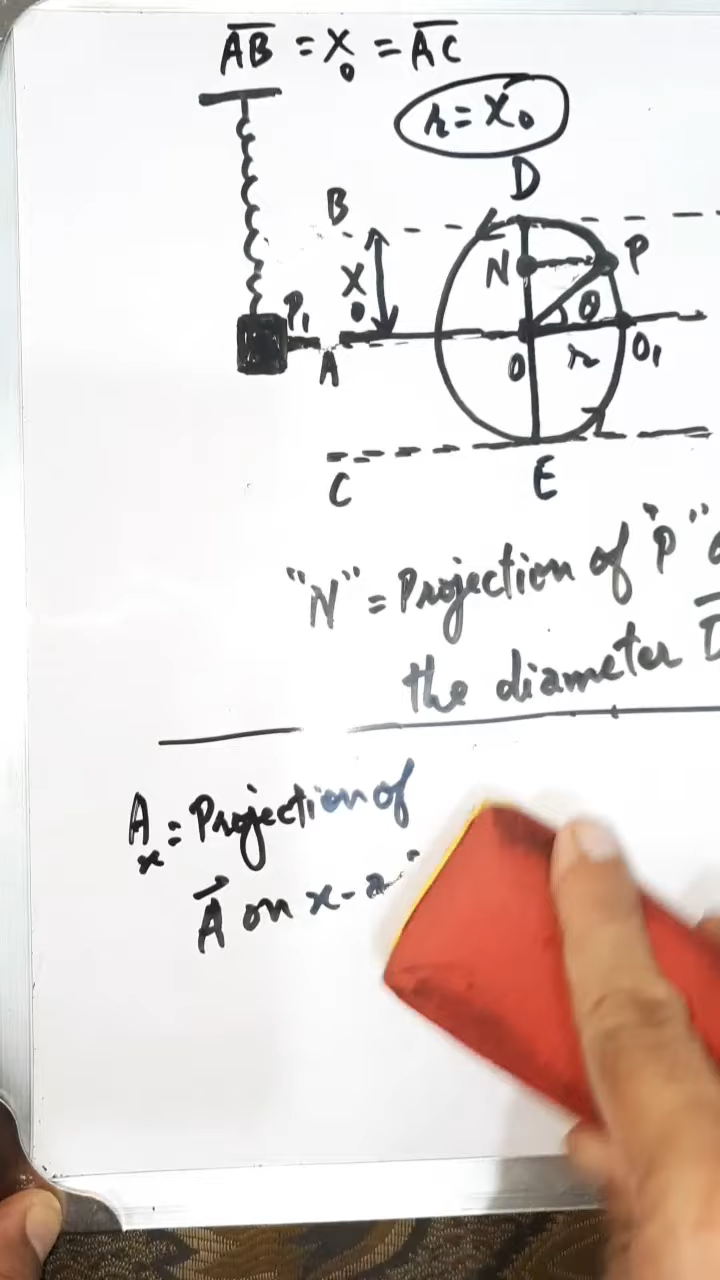 AB = x₀ = AC
r = x₀
D
B
N
P
x₀
θ
P₁
A
O
r
O₁
C
E
"N" = Projection of "P"
the diameter
Aₓ = Projection of
A on x-